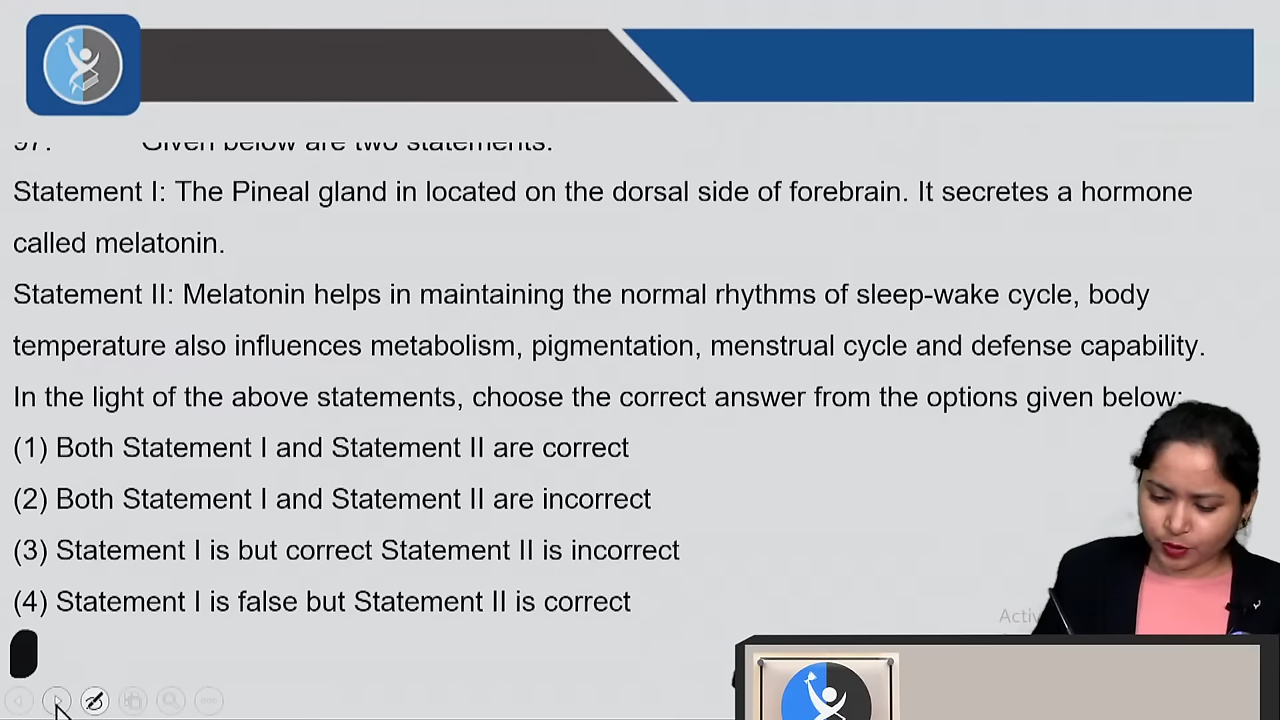 97. Given below are two statements.
Statement I: The Pineal gland in located on the dorsal side of forebrain. It secretes a hormone
called melatonin.
Statement II: Melatonin helps in maintaining the normal rhythms of sleep-wake cycle, body
temperature also influences metabolism, pigmentation, menstrual cycle and defense capability.
In the light of the above statements, choose the correct answer from the options given below:
(1) Both Statement I and Statement II are correct
(2) Both Statement I and Statement II are incorrect
(3) Statement I is but correct Statement II is incorrect
(4) Statement I is false but Statement II is correct